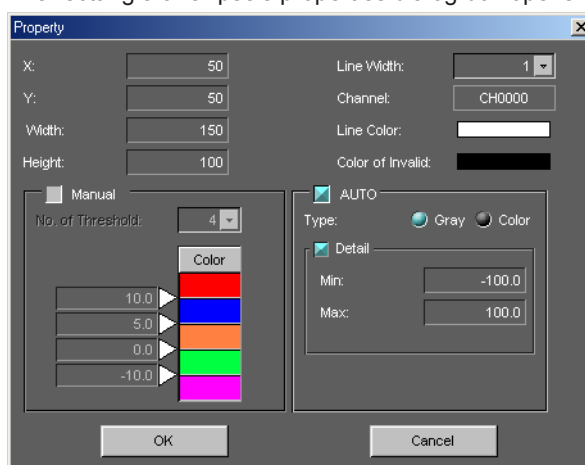 Property
X: 50
Y: 50
Width: 150
Height: 100
Line Width: 1
Channel: CH0000
Line Color:
Color of Invalid:
Manual
No. of Threshold: 4
Color
10.0
5.0
0.0
-10.0
AUTO
Type: Gray Color
Detail
Min: -100.0
Max: 100.0
OK
Cancel